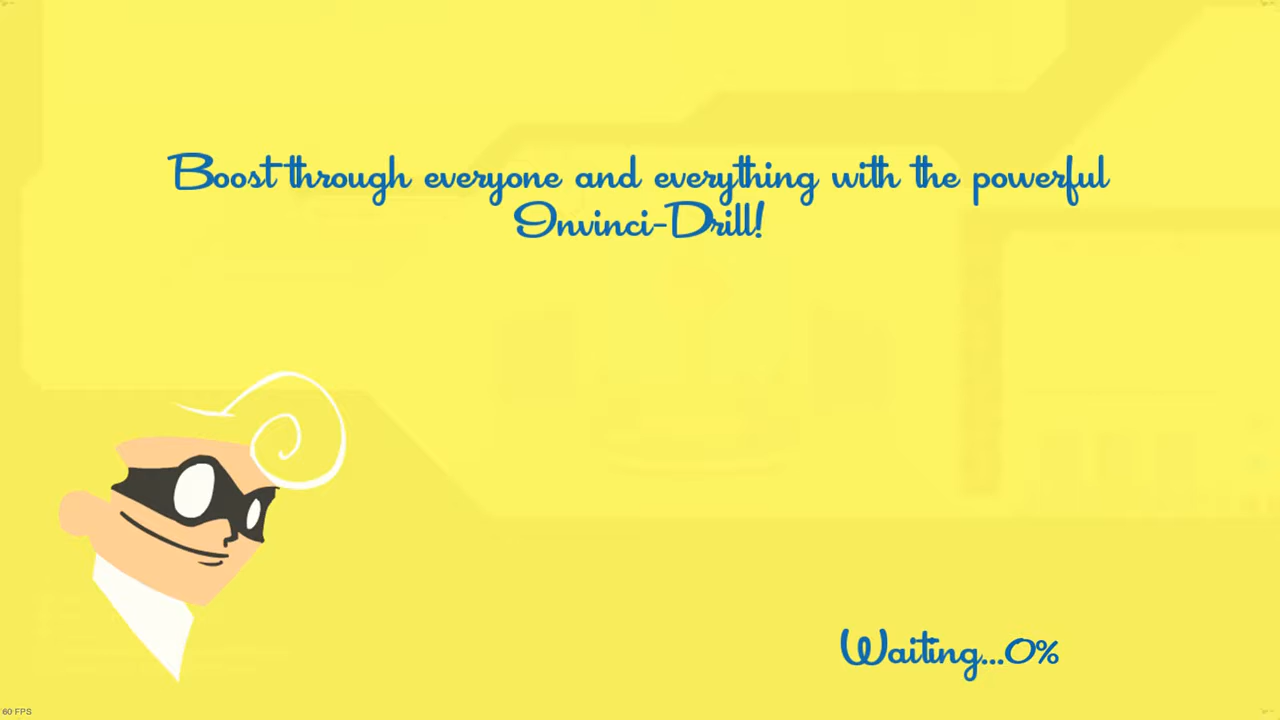 Boost through everyone and everything with the powerful
Invinci-Drill!
Waiting...0%
60 FPS